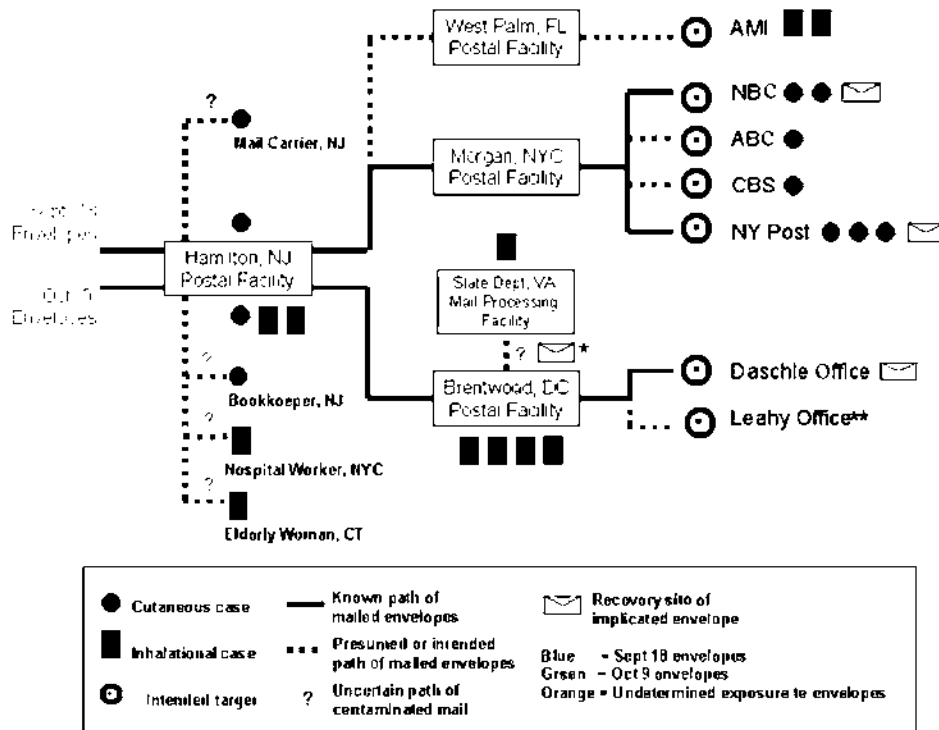 West Palm, FL
Postal Facility
AMI
?
Mail Carrier, NJ
Morgan, NYC
Postal Facility
NBC
ABC
CBS
NY Post
Envelopes
Hamilton, NJ
Postal Facility
Envelopes
State Dept, VA
Mail Processing
Facility
? *
Brentwood, DC
Postal Facility
Daschle Office
Leahy Office**
?
Bookkeeper, NJ
?
Hospital Worker, NYC
?
Elderly Woman, CT
Cutaneous case
Inhalational case
Intended target
Known path of
mailed envelopes
Presumed or intended
path of mailed envelopes
? Uncertain path of
contaminated mail
Recovery site of
implicated envelope
Blue = Sept 18 envelopes
Green = Oct 9 envelopes
Orange = Undetermined exposure to envelopes